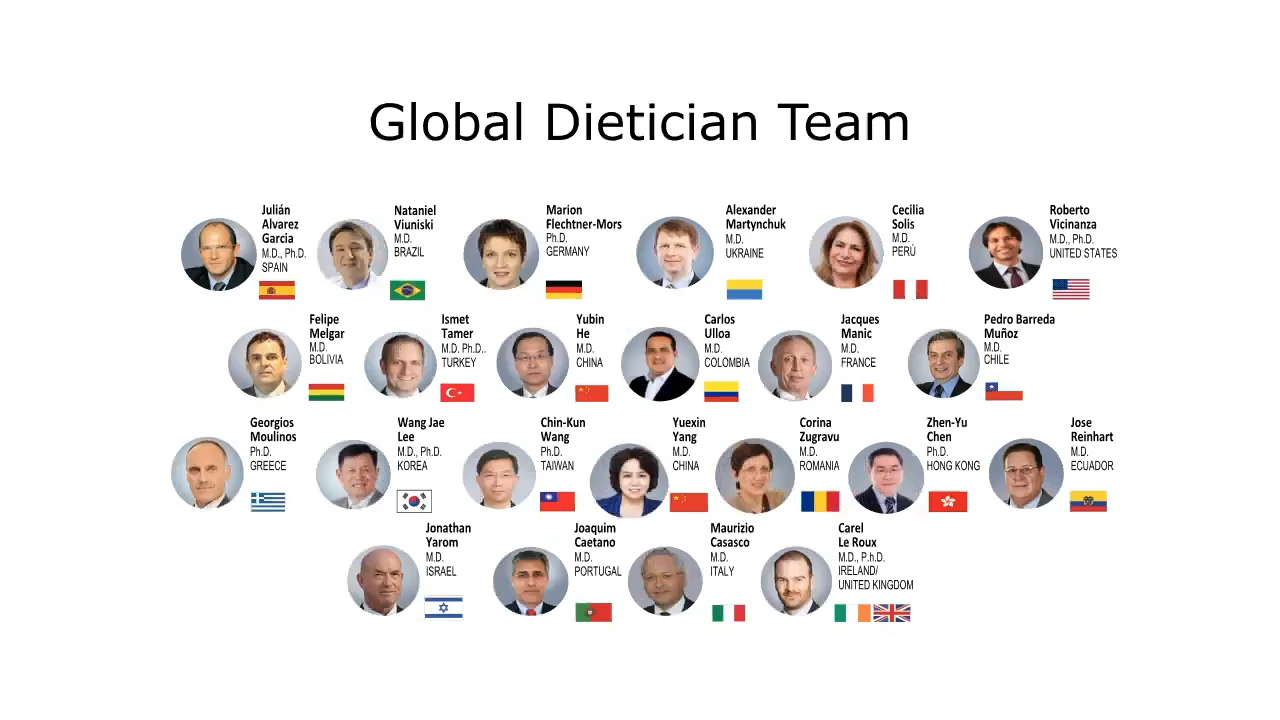 Global Dietician Team
Julián
Alvarez
Garcia
M.D., Ph.D.
SPAIN
Nataniel
Viuniski
M.D.
BRAZIL
Marion
Flechtner-Mors
Ph.D.
GERMANY
Alexander
Martynchuk
M.D.
UKRAINE
Cecilia
Solis
M.D.
PERÚ
Roberto
Vicinanza
M.D., Ph.D.
UNITED STATES
Felipe
Melgar
M.D.
BOLIVIA
Ismet
Tamer
M.D. Ph.D..
TURKEY
Yubin
He
M.D.
CHINA
Carlos
Ulloa
M.D.
COLOMBIA
Jacques
Manic
M.D.
FRANCE
Pedro Barreda
Muñoz
M.D.
CHILE
Georgios
Moulinos
Ph.D.
GREECE
Wang Jae
Lee
M.D., Ph.D.
KOREA
Chin-Kun
Wang
Ph.D.
TAIWAN
Yuexin
Yang
M.D.
CHINA
Corina
Zugravu
M.D.
ROMANIA
Zhen-Yu
Chen
Ph.D.
HONG KONG
Jose
Reinhart
M.D.
ECUADOR
Jonathan
Yarom
M.D.
ISRAEL
Joaquim
Caetano
M.D.
PORTUGAL
Maurizio
Casasco
M.D.
ITALY
Carel
Le Roux
M.D., P.h.D.
IRELAND/
UNITED KINGDOM